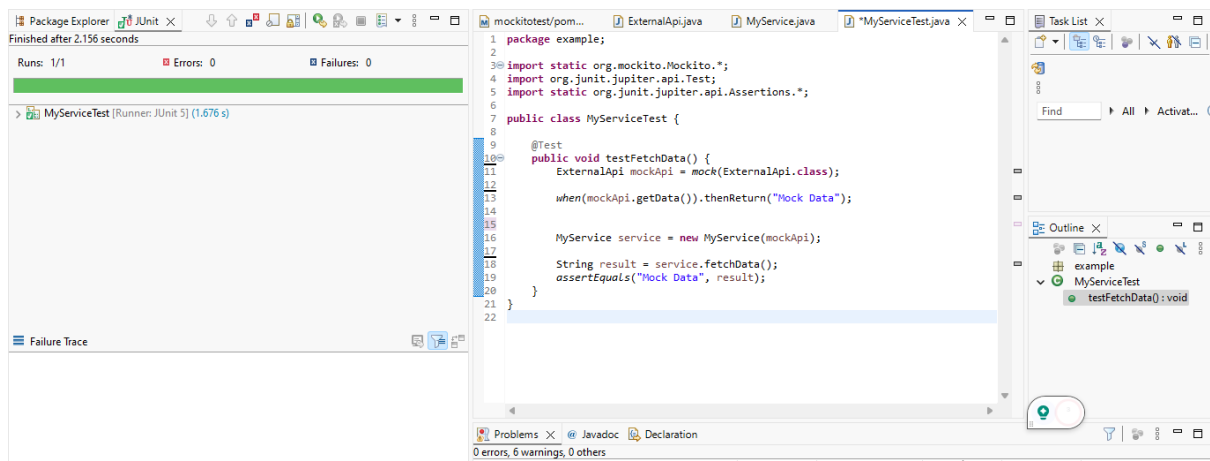 Package Explorer JUnit
Finished after 2.156 seconds
Runs: 1/1 Errors: 0 Failures: 0
MyServiceTest [Runner: JUnit 5] (1.676 s)
Failure Trace
mockitotest/pom... ExternalApi.java MyService.java *MyServiceTest.java
1 package example;
2
3 import static org.mockito.Mockito.*;
4 import org.junit.jupiter.api.Test;
5 import static org.junit.jupiter.api.Assertions.*;
6
7 public class MyServiceTest {
8
9 @Test
10 public void testFetchData() {
11 ExternalApi mockApi = mock(ExternalApi.class);
12
13 when(mockApi.getData()).thenReturn("Mock Data");
14
15
16 MyService service = new MyService(mockApi);
17
18 String result = service.fetchData();
19 assertEquals("Mock Data", result);
20 }
21 }
22
Problems Javadoc Declaration
0 errors, 6 warnings, 0 others
Task List
Find All Activat...
Outline
example
MyServiceTest
testFetchData() : void